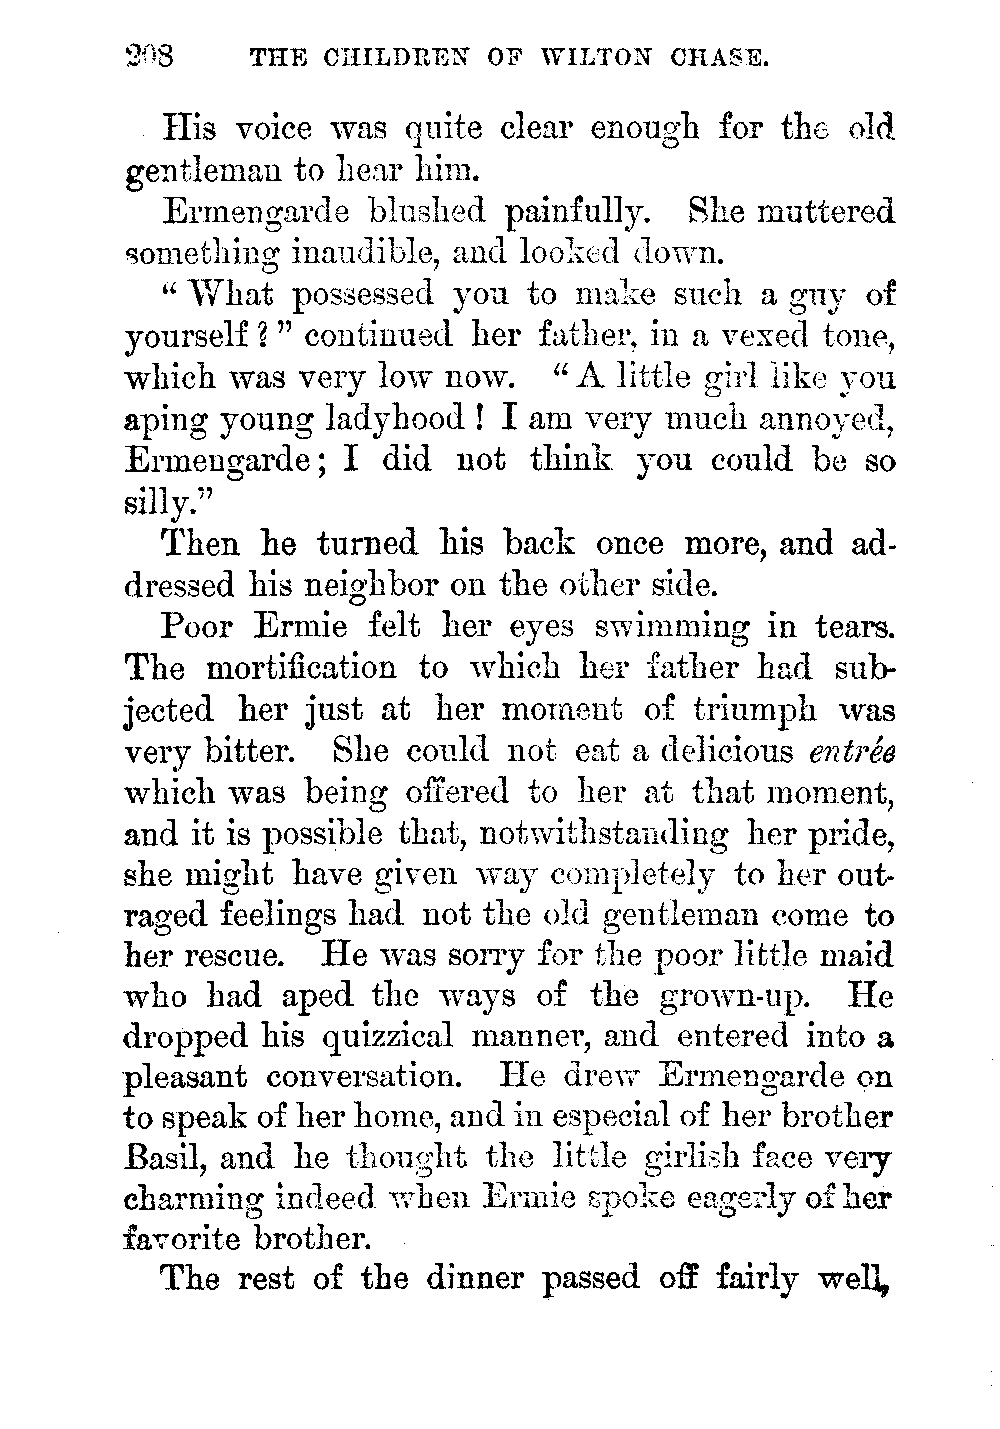 208 THE CHILDREN OF WILTON CHASE.
His voice was quite clear enough for the old
gentleman to hear him.
Ermengarde blushed painfully. She muttered
something inaudible, and looked down.
“ What possessed you to make such a guy of
yourself ? ” continued her father, in a vexed tone,
which was very low now. “ A little girl like you
aping young ladyhood ! I am very much annoyed,
Ermengarde ; I did not think you could be so
silly.”
Then he turned his back once more, and ad-
dressed his neighbor on the other side.
Poor Ermie felt her eyes swimming in tears.
The mortification to which her father had sub-
jected her just at her moment of triumph was
very bitter. She could not eat a delicious entrée
which was being offered to her at that moment,
and it is possible that, notwithstanding her pride,
she might have given way completely to her out-
raged feelings had not the old gentleman come to
her rescue. He was sorry for the poor little maid
who had aped the ways of the grown-up. He
dropped his quizzical manner, and entered into a
pleasant conversation. He drew Ermengarde on
to speak of her home, and in especial of her brother
Basil, and he thought the little girlish face very
charming indeed when Ermie spoke eagerly of her
favorite brother.
The rest of the dinner passed off fairly well,